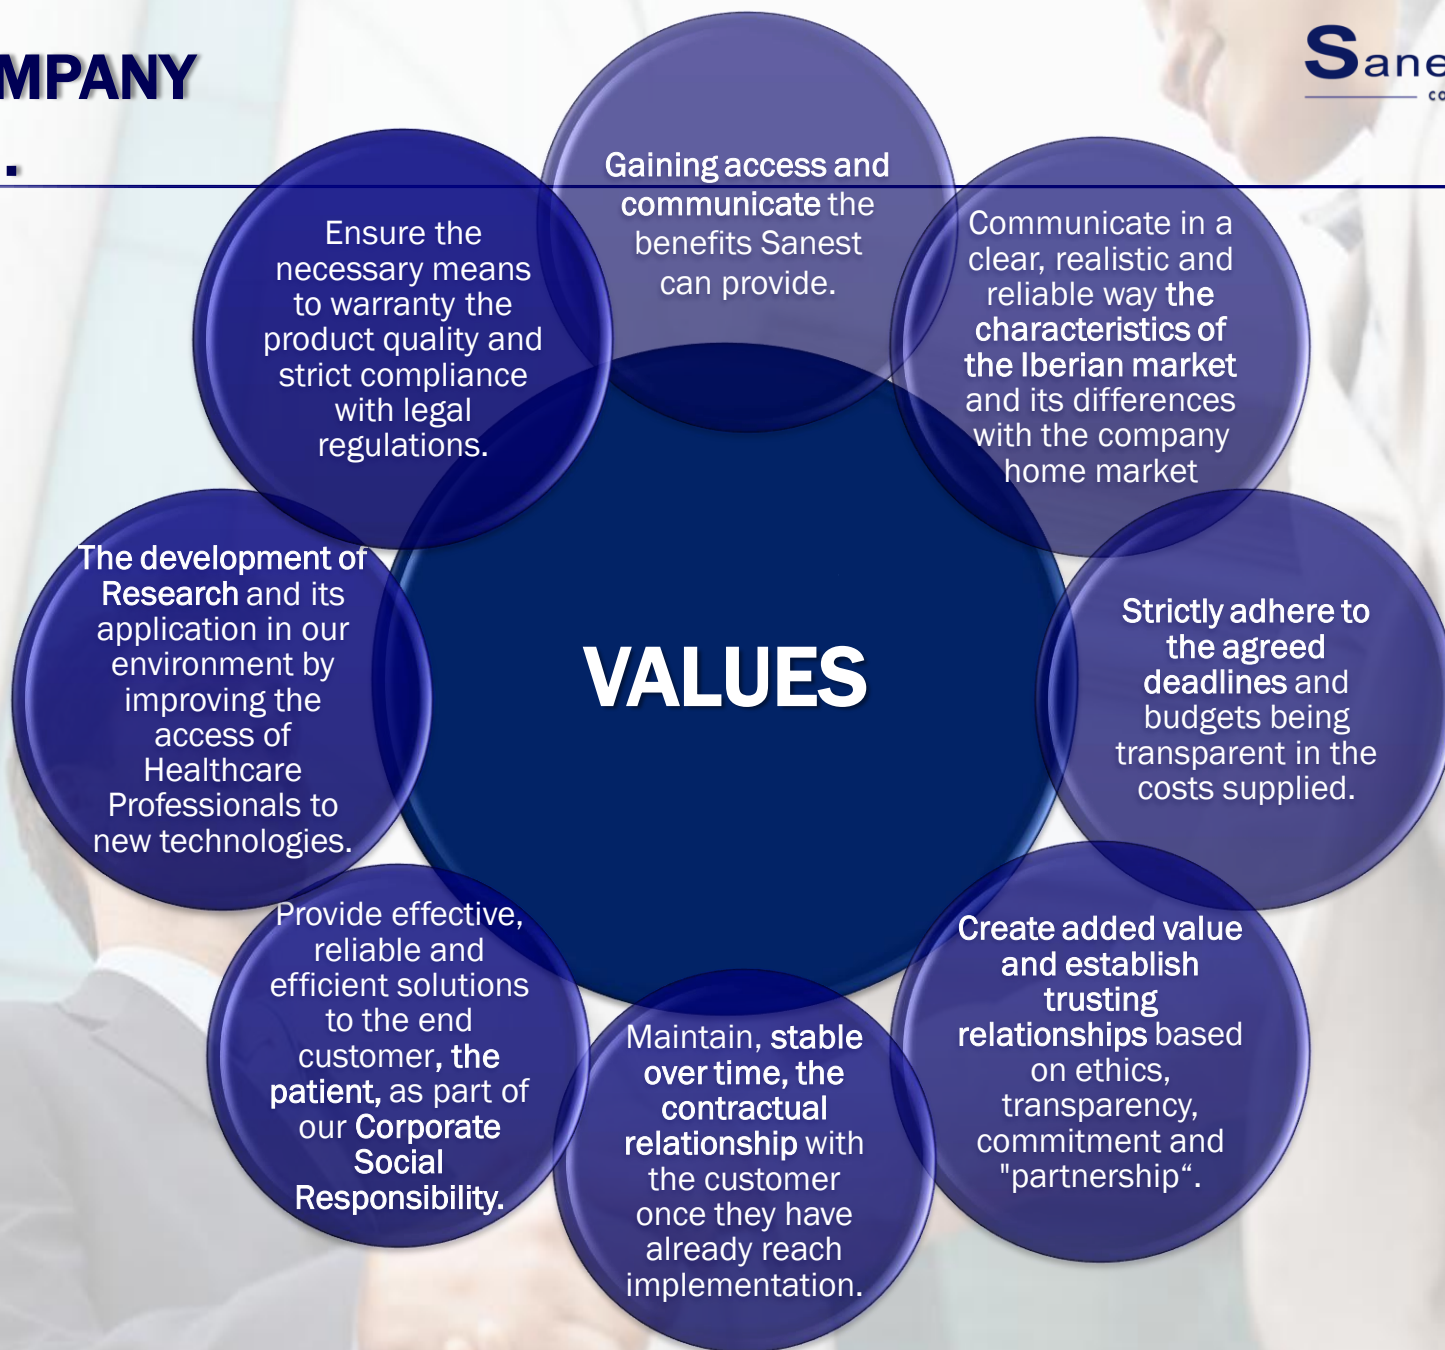 MPANY
.
Sane
co
Gaining access and
communicate the
benefits Sanest
can provide.
Communicate in a
clear, realistic and
reliable way the
characteristics of
the Iberian market
and its differences
with the company
home market
Strictly adhere to
the agreed
deadlines and
budgets being
transparent in the
costs supplied.
Create added value
and establish
trusting
relationships based
on ethics,
transparency,
commitment and
"partnership“.
Maintain, stable
over time, the
contractual
relationship with
the customer
once they have
already reach
implementation.
Provide effective,
reliable and
efficient solutions
to the end
customer, the
patient, as part of
our Corporate
Social
Responsibility.
The development of
Research and its
application in our
environment by
improving the
access of
Healthcare
Professionals to
new technologies.
Ensure the
necessary means
to warranty the
product quality and
strict compliance
with legal
regulations.
VALUES